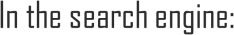 In the search engine: